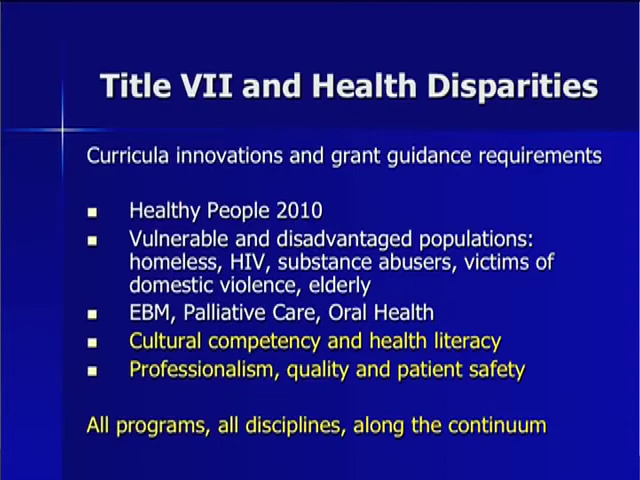 Title VII and Health Disparities
Curricula innovations and grant guidance requirements
■ Healthy People 2010
■ Vulnerable and disadvantaged populations:
homeless, HIV, substance abusers, victims of
domestic violence, elderly
■ EBM, Palliative Care, Oral Health
■ Cultural competency and health literacy
■ Professionalism, quality and patient safety
All programs, all disciplines, along the continuum